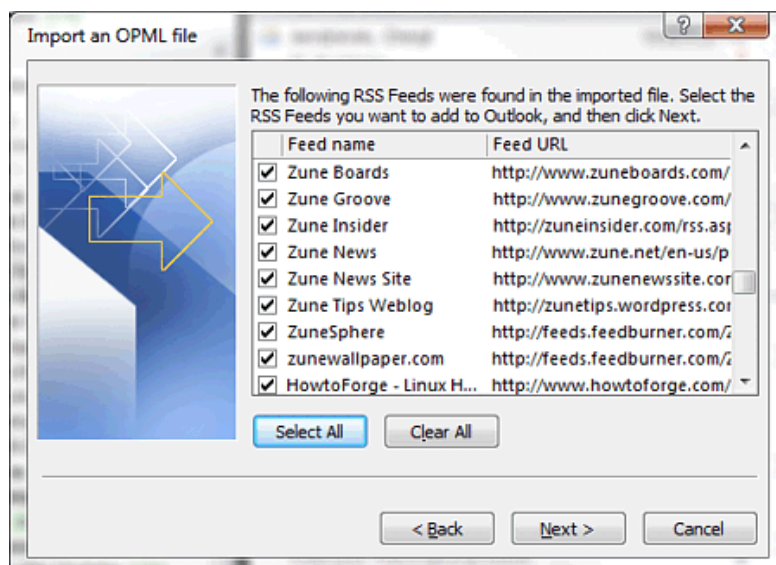 Import an OPML file
The following RSS Feeds were found in the imported file. Select the
RSS Feeds you want to add to Outlook, and then click Next.
Feed name Feed URL
Zune Boards http://www.zuneboards.com/
Zune Groove http://www.zunegroove.com/
Zune Insider http://zuneinsider.com/rss.asp
Zune News http://www.zune.net/en-us/p
Zune News Site http://www.zunenewssite.cor
Zune Tips Weblog http://zunetips.wordpress.cor
ZuneSphere http://feeds.feedburner.com/Z
zunewallpaper.com http://feeds.feedburner.com/Z
HowtoForge - Linux H... http://www.howtoforge.com/
Select All Clear All
< Back Next > Cancel